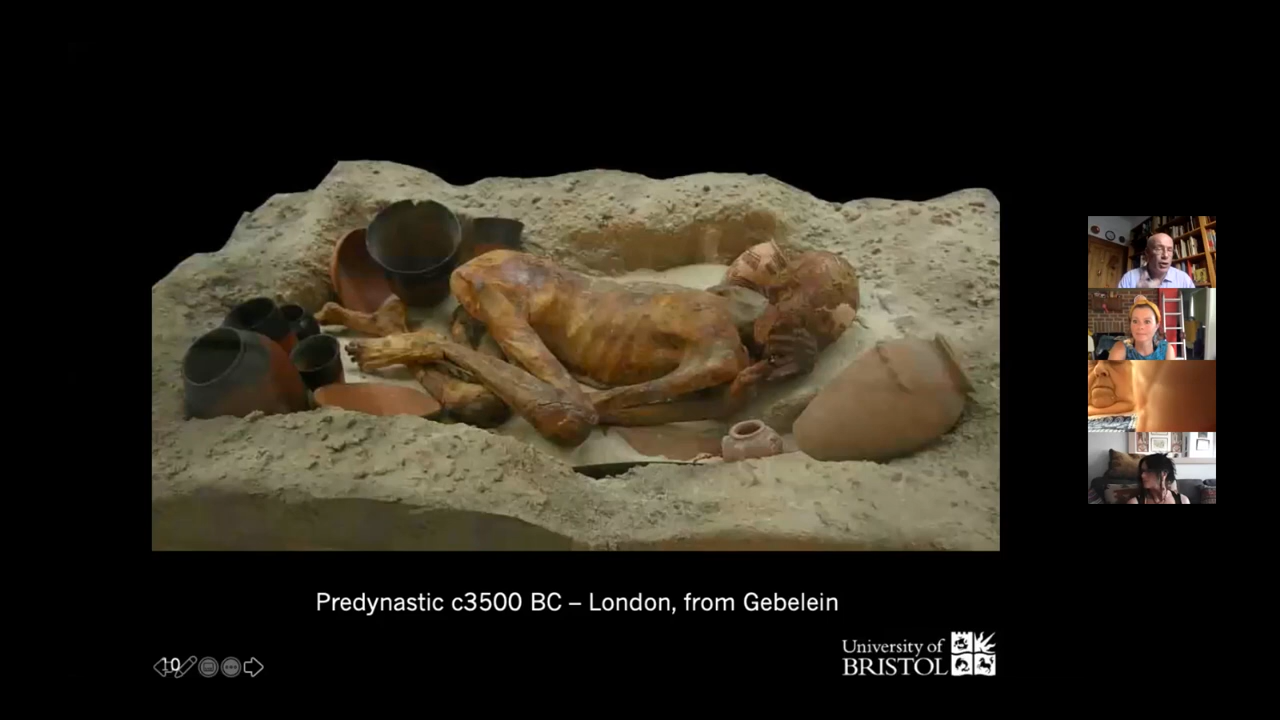 Predynastic c3500 BC – London, from Gebelein
10
University of
BRISTOL